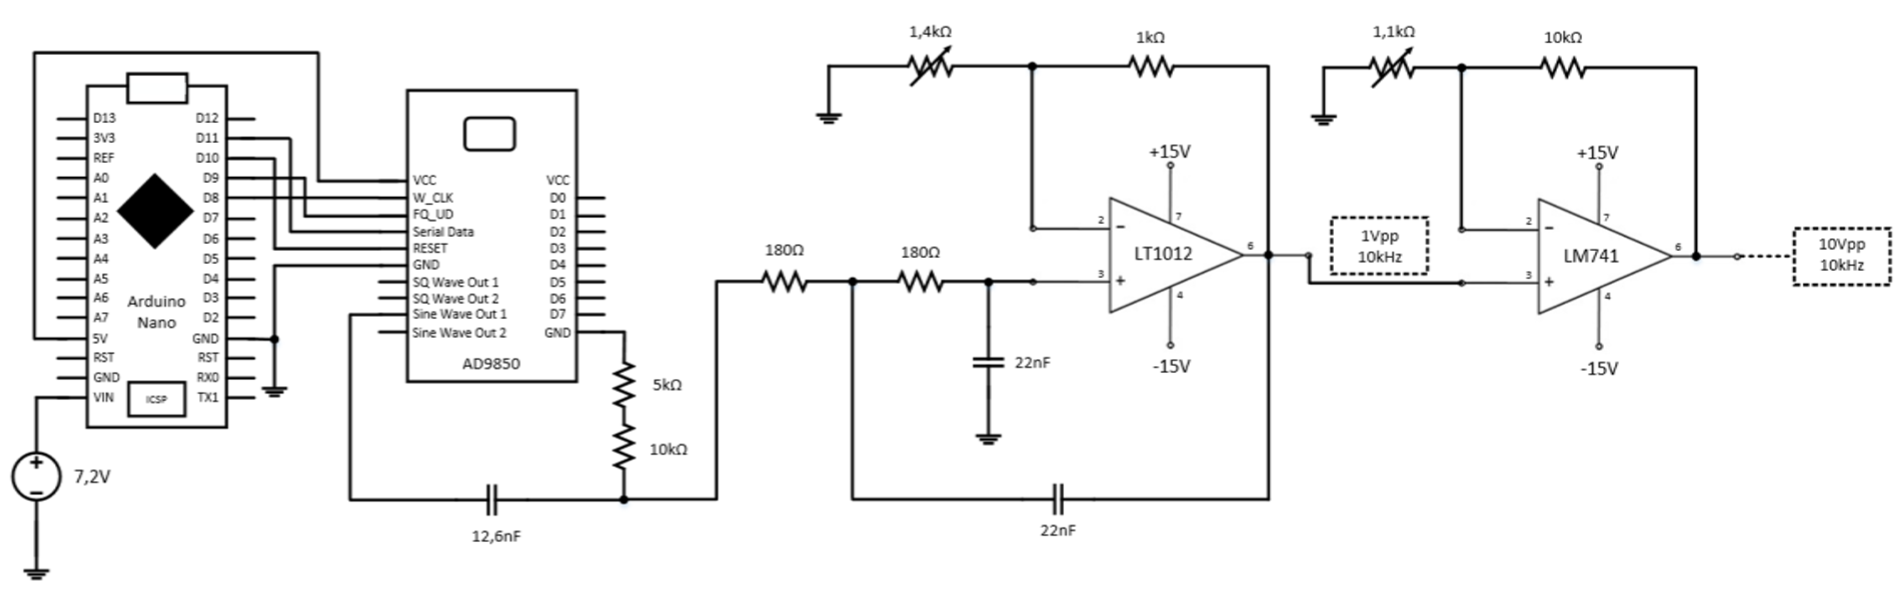 1,4kΩ
1kΩ
1,1kΩ
10kΩ
D13
3V3
REF
A0
A1
A2
A3
A4
A5
A6
A7
5V
RST
GND
VIN
D12
D11
D10
D9
D8
D7
D6
D5
D4
D3
D2
GND
RST
RX0
TX1
Arduino
Nano
ICSP
7,2V
VCC
W_CLK
FQ_UD
Serial Data
RESET
GND
SQ Wave Out 1
SQ Wave Out 2
Sine Wave Out 1
Sine Wave Out 2
VCC
D0
D1
D2
D3
D4
D5
D6
D7
GND
AD9850
5kΩ
10kΩ
12,6nF
180Ω
180Ω
22nF
22nF
+15V
7
2
−
LT1012
6
3
+
4
-15V
1Vpp
10kHz
+15V
7
2
−
LM741
6
3
+
4
-15V
10Vpp
10kHz